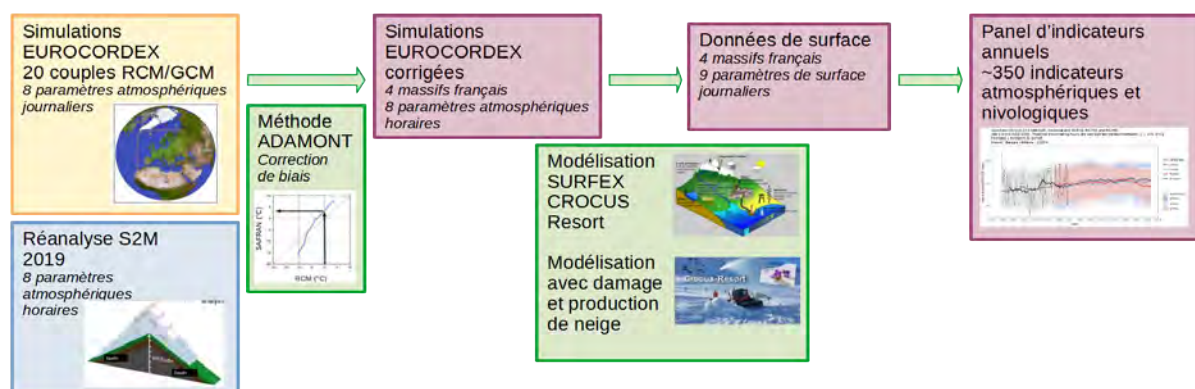 Simulations
EUROCORDEX
20 couples RCM/GCM
8 paramètres atmosphériques
journaliers
Réanalyse S2M
2019
8 paramètres
atmosphériques
horaires
Méthode
ADAMONT
Correction
de biais
SAFRAN (°C)
RCM (°C)
Simulations
EUROCORDEX
corrigées
4 massifs français
8 paramètres atmosphériques
horaires
Données de surface
4 massifs français
9 paramètres de surface
journaliers
Modélisation
SURFEX
CROCUS
Resort
Modélisation
avec damage
et production
de neige
Crocus-Resort
Panel d'indicateurs
annuels
~350 indicateurs
atmosphériques et
nivologiques